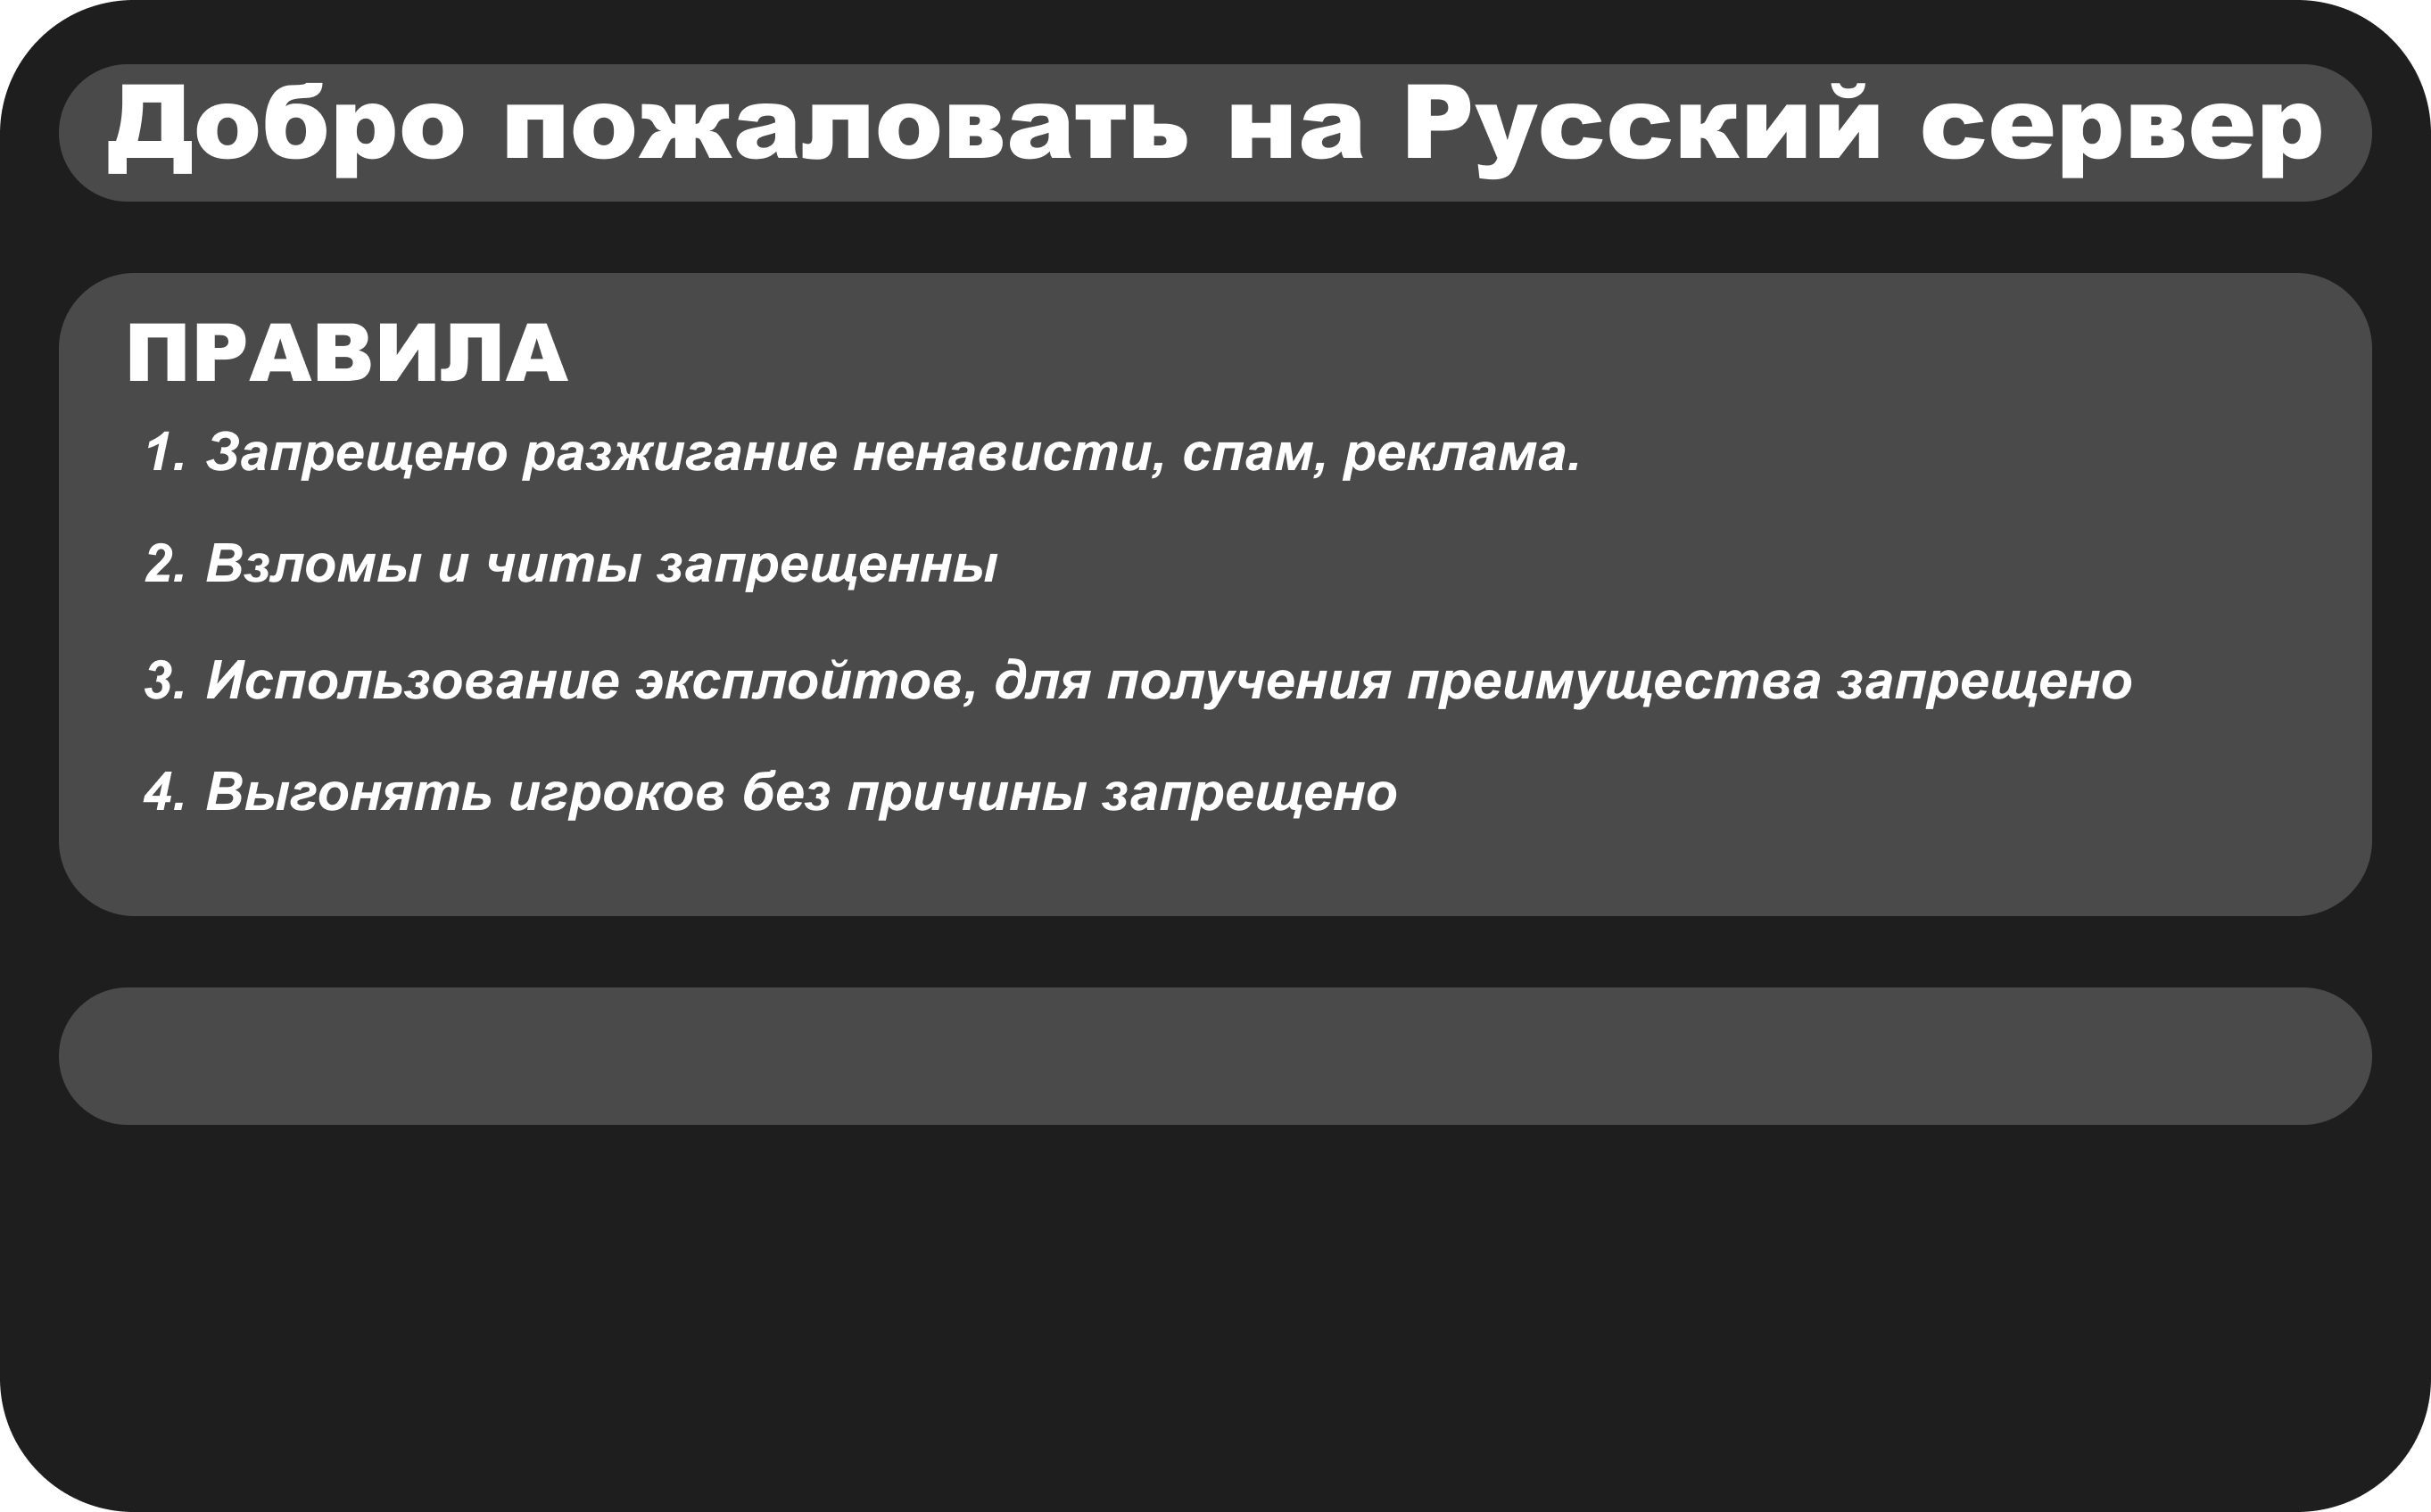 Добро пожаловать на Русский сервер
ПРАВИЛА
1. Запрещено разжигание ненависти, спам, реклама.
2. Взломы и читы запрещенны
3. Использование эксплойтов, для получения преимущества запрещено
4. Выгонять игроков без причины запрещено